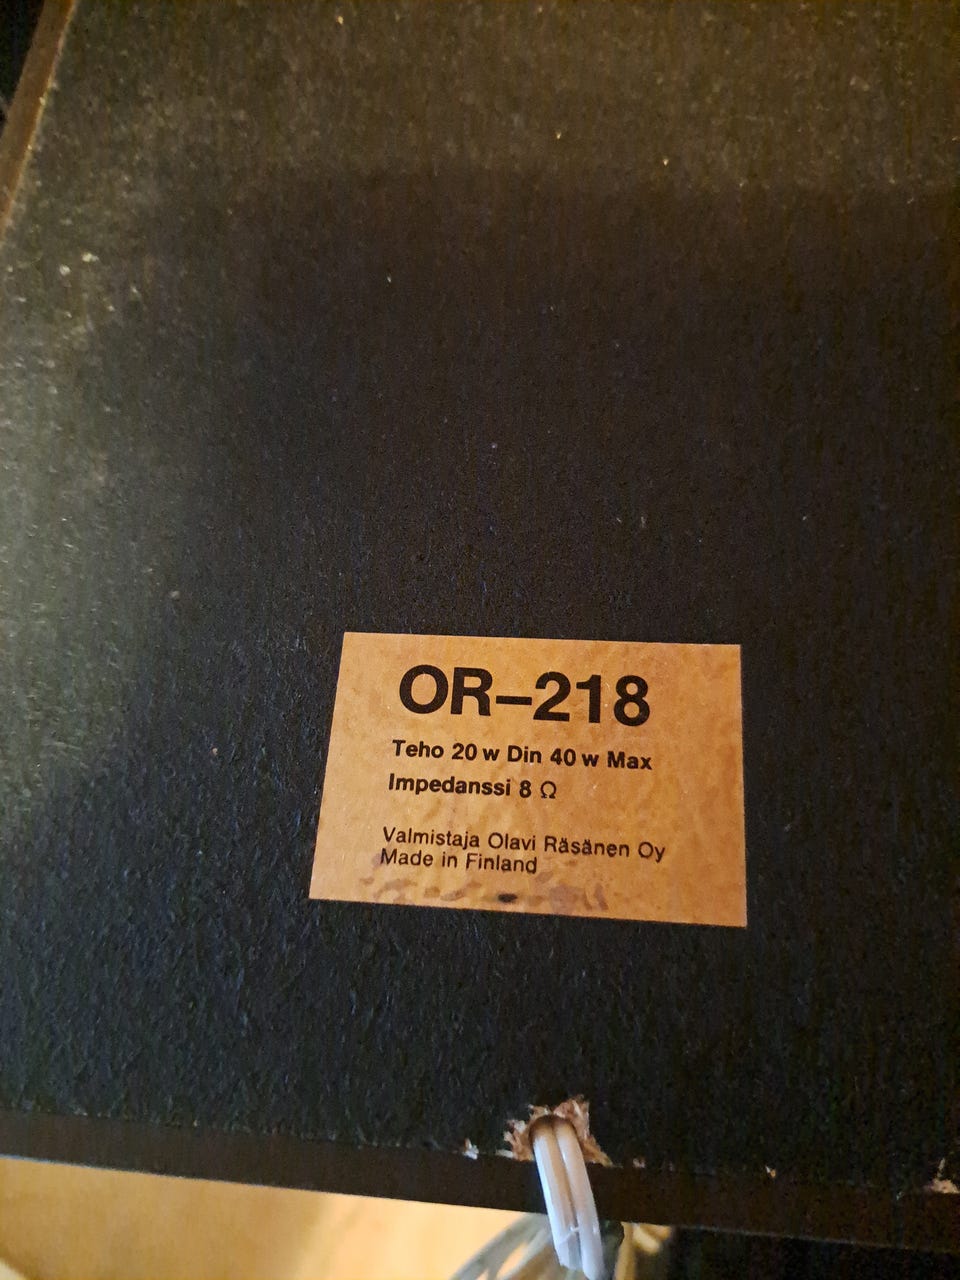 OR–218
Teho 20 w Din 40 w Max
Impedanssi 8 Ω
Valmistaja Olavi Räsänen Oy
Made in Finland